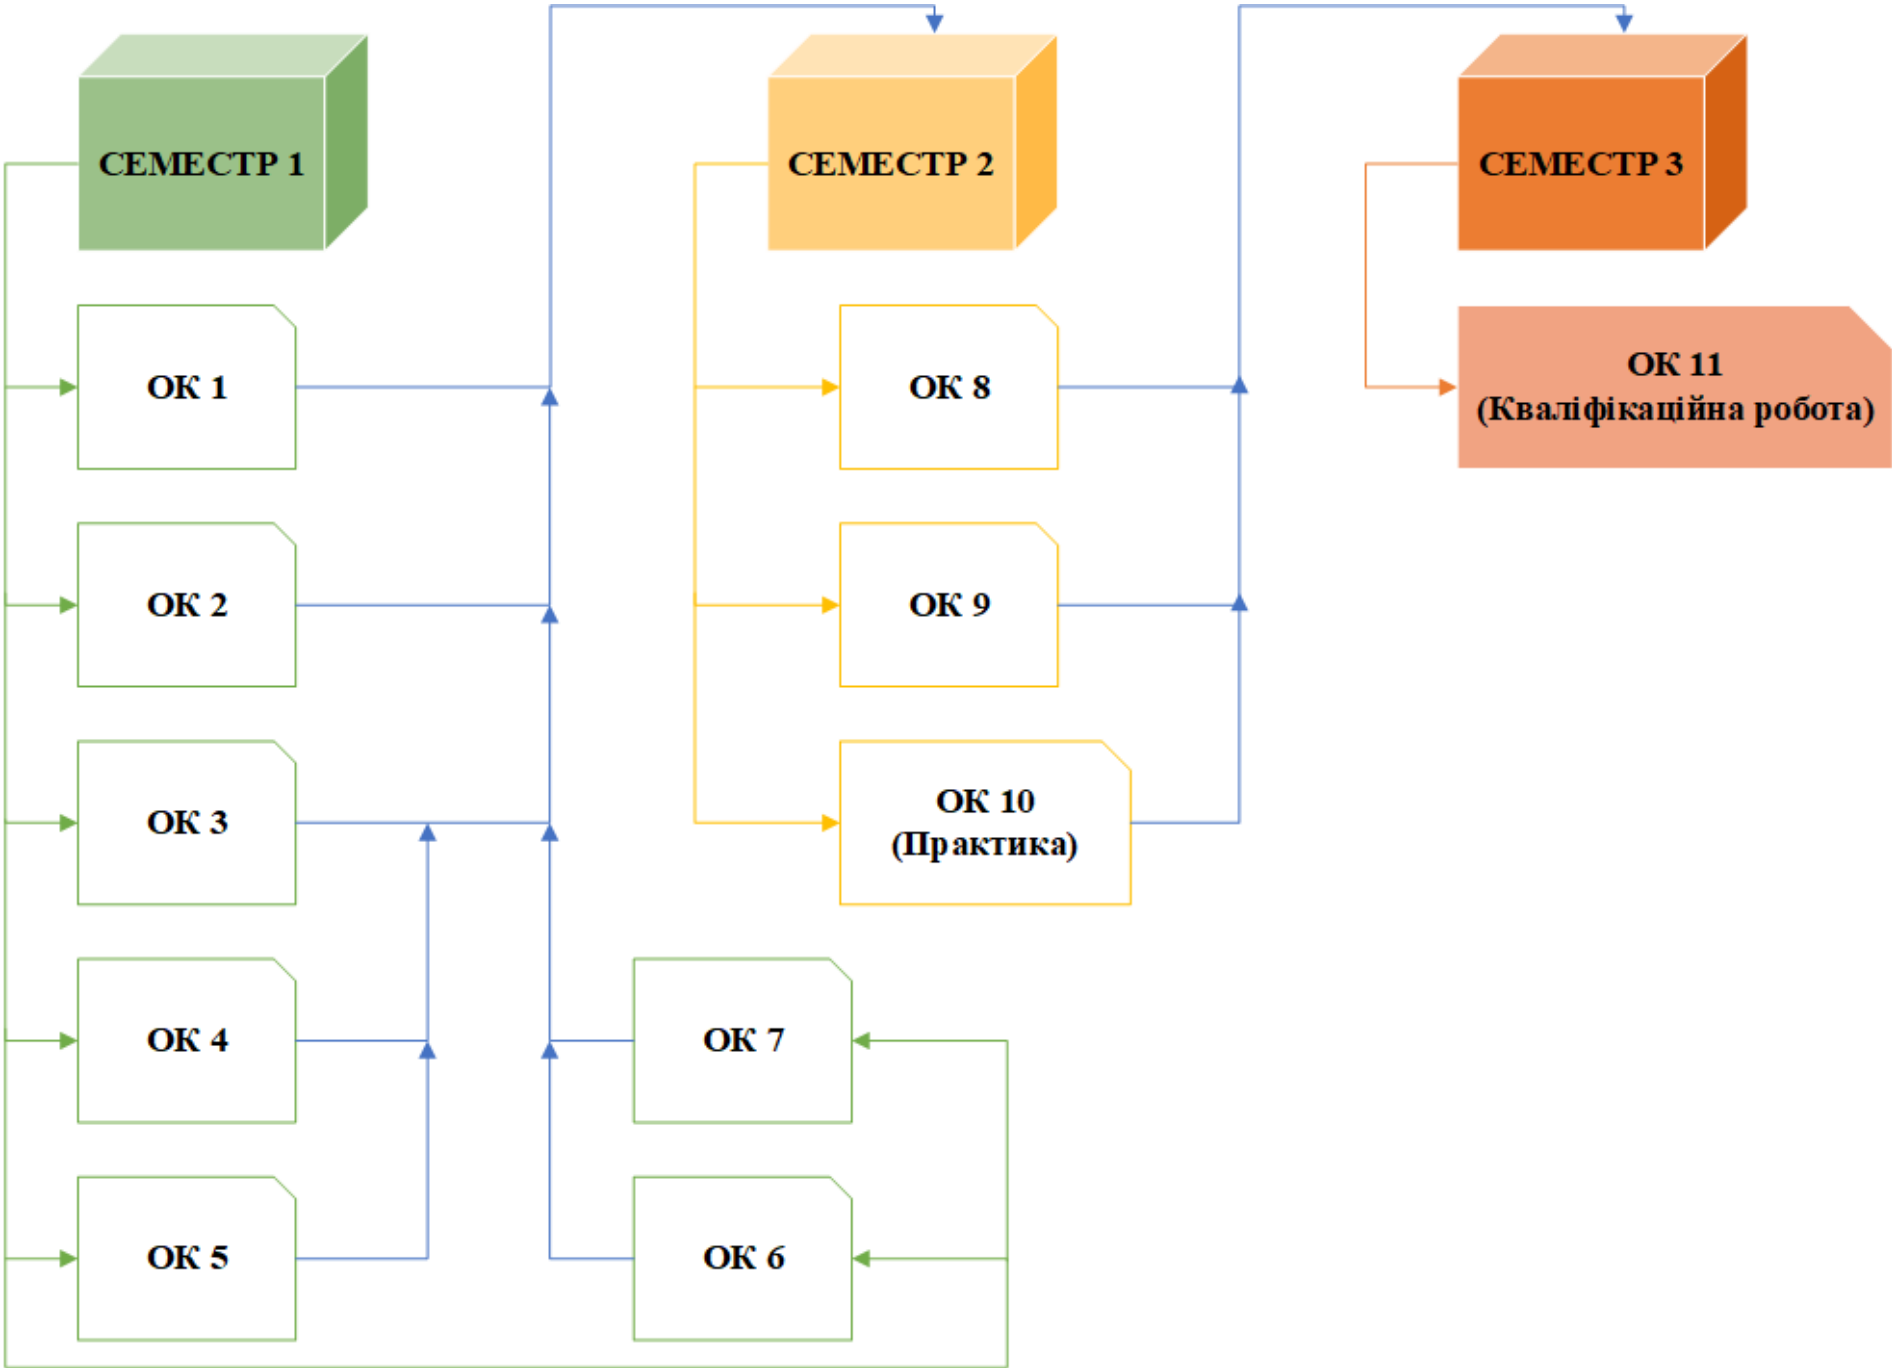 СЕМЕСТР 1
СЕМЕСТР 2
СЕМЕСТР 3
ОК 1
ОК 8
ОК 11
(Кваліфікаційна робота)
ОК 2
ОК 9
ОК 3
ОК 10
(Практика)
ОК 4
ОК 7
ОК 5
ОК 6